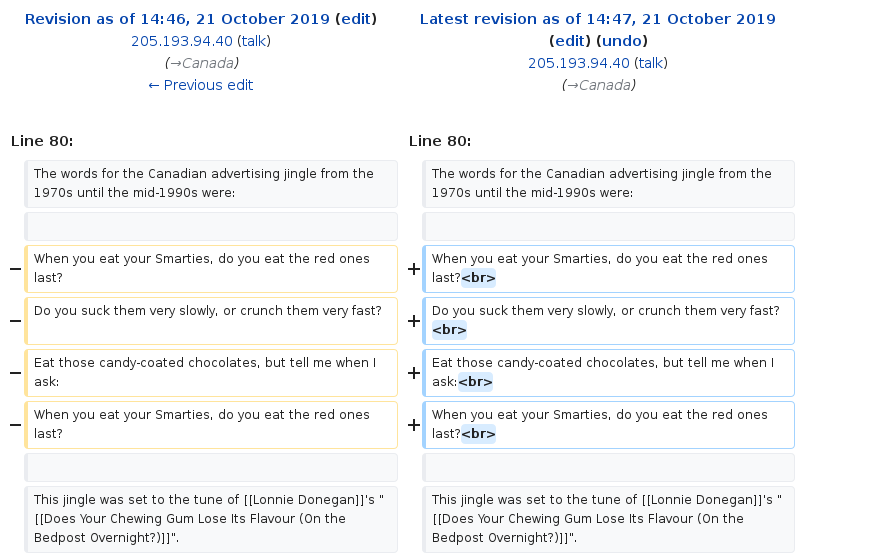 Revision as of 14:46, 21 October 2019 (edit)
205.193.94.40 (talk)
(→Canada)
← Previous edit
Latest revision as of 14:47, 21 October 2019
(edit) (undo)
205.193.94.40 (talk)
(→Canada)
Line 80:
Line 80:
The words for the Canadian advertising jingle from the
1970s until the mid-1990s were:
The words for the Canadian advertising jingle from the
1970s until the mid-1990s were:
− When you eat your Smarties, do you eat the red ones
last?
+ When you eat your Smarties, do you eat the red ones
last?<br>
− Do you suck them very slowly, or crunch them very fast?
+ Do you suck them very slowly, or crunch them very fast?
<br>
− Eat those candy-coated chocolates, but tell me when I
ask:
+ Eat those candy-coated chocolates, but tell me when I
ask:<br>
− When you eat your Smarties, do you eat the red ones
last?
+ When you eat your Smarties, do you eat the red ones
last?<br>
This jingle was set to the tune of [[Lonnie Donegan]]'s "
[[Does Your Chewing Gum Lose Its Flavour (On the
Bedpost Overnight?)]]".
This jingle was set to the tune of [[Lonnie Donegan]]'s "
[[Does Your Chewing Gum Lose Its Flavour (On the
Bedpost Overnight?)]]".